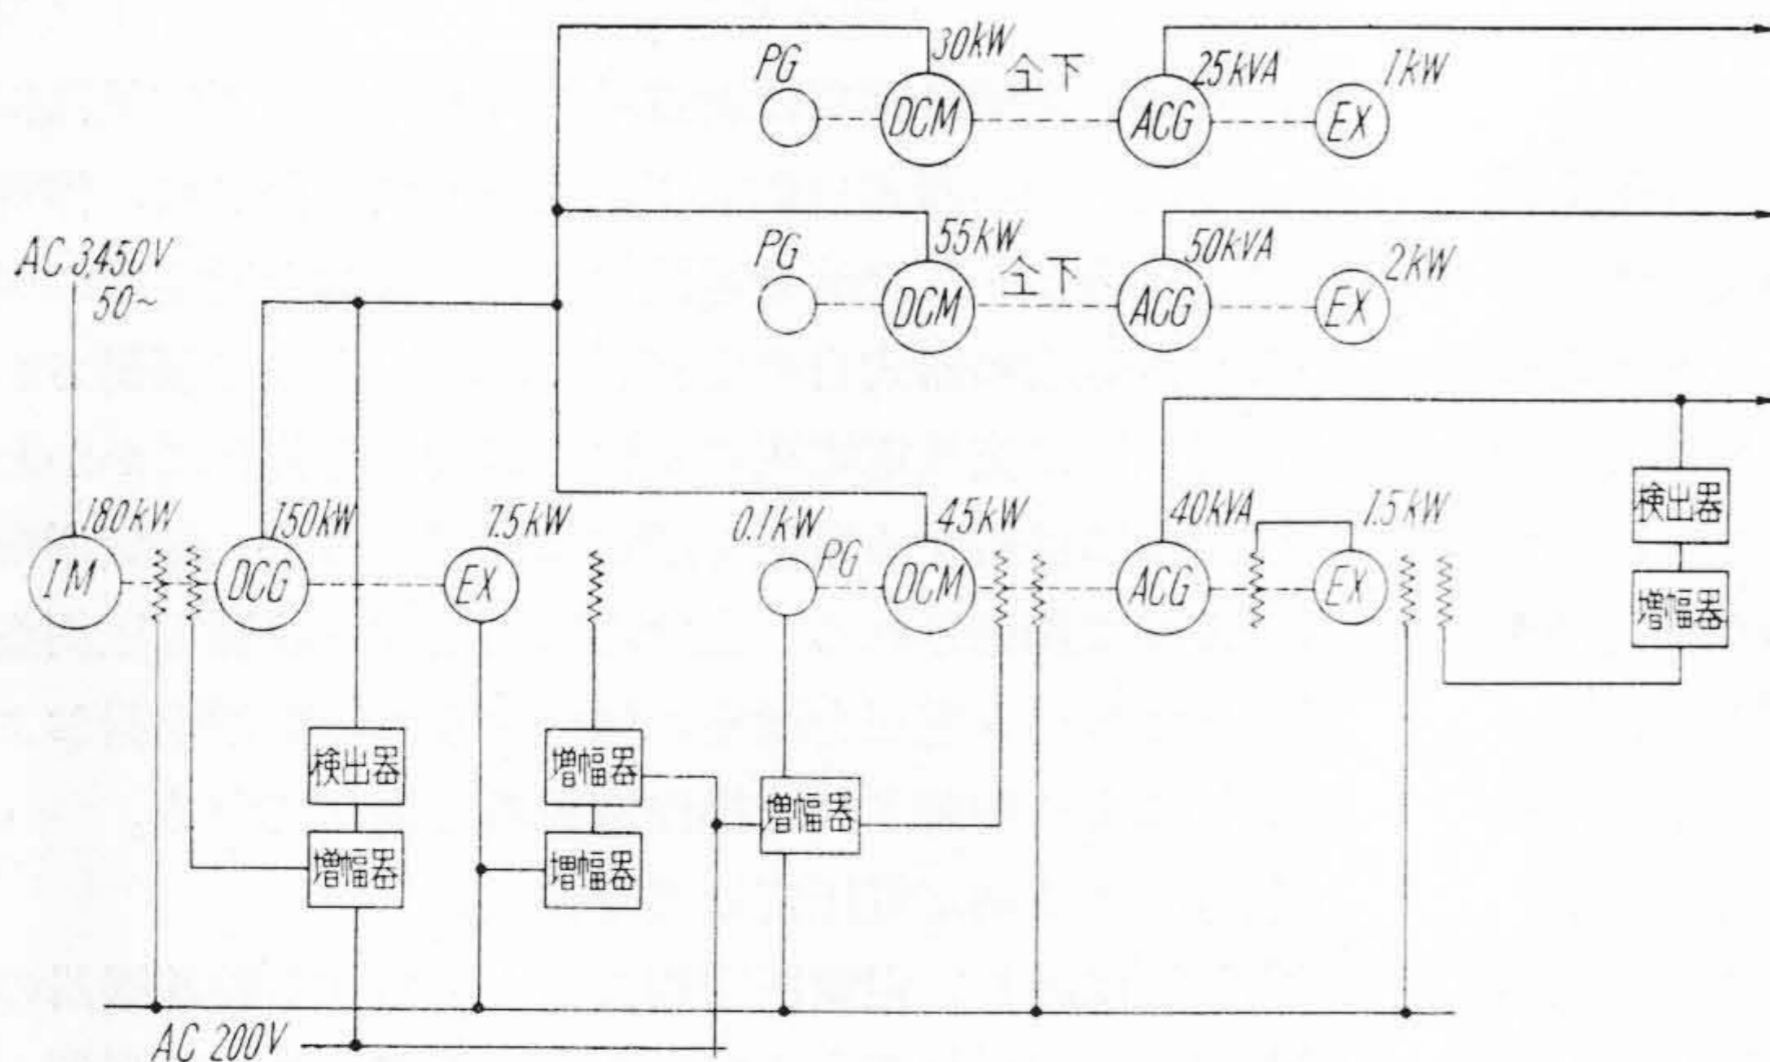 PG
30kW
仝下
25kVA
1kW
DCM
ACG
EX
PG
55kW
仝下
50kVA
2kW
DCM
ACG
EX
AC 3,450V
50~
180kW
150kW
7.5kW
0.1kW
45kW
40kVA
1.5kW
IM
DCG
EX
PG
DCM
ACG
EX
検出器
増幅器
検出器
増幅器
増幅器
増幅器
増幅器
AC 200V